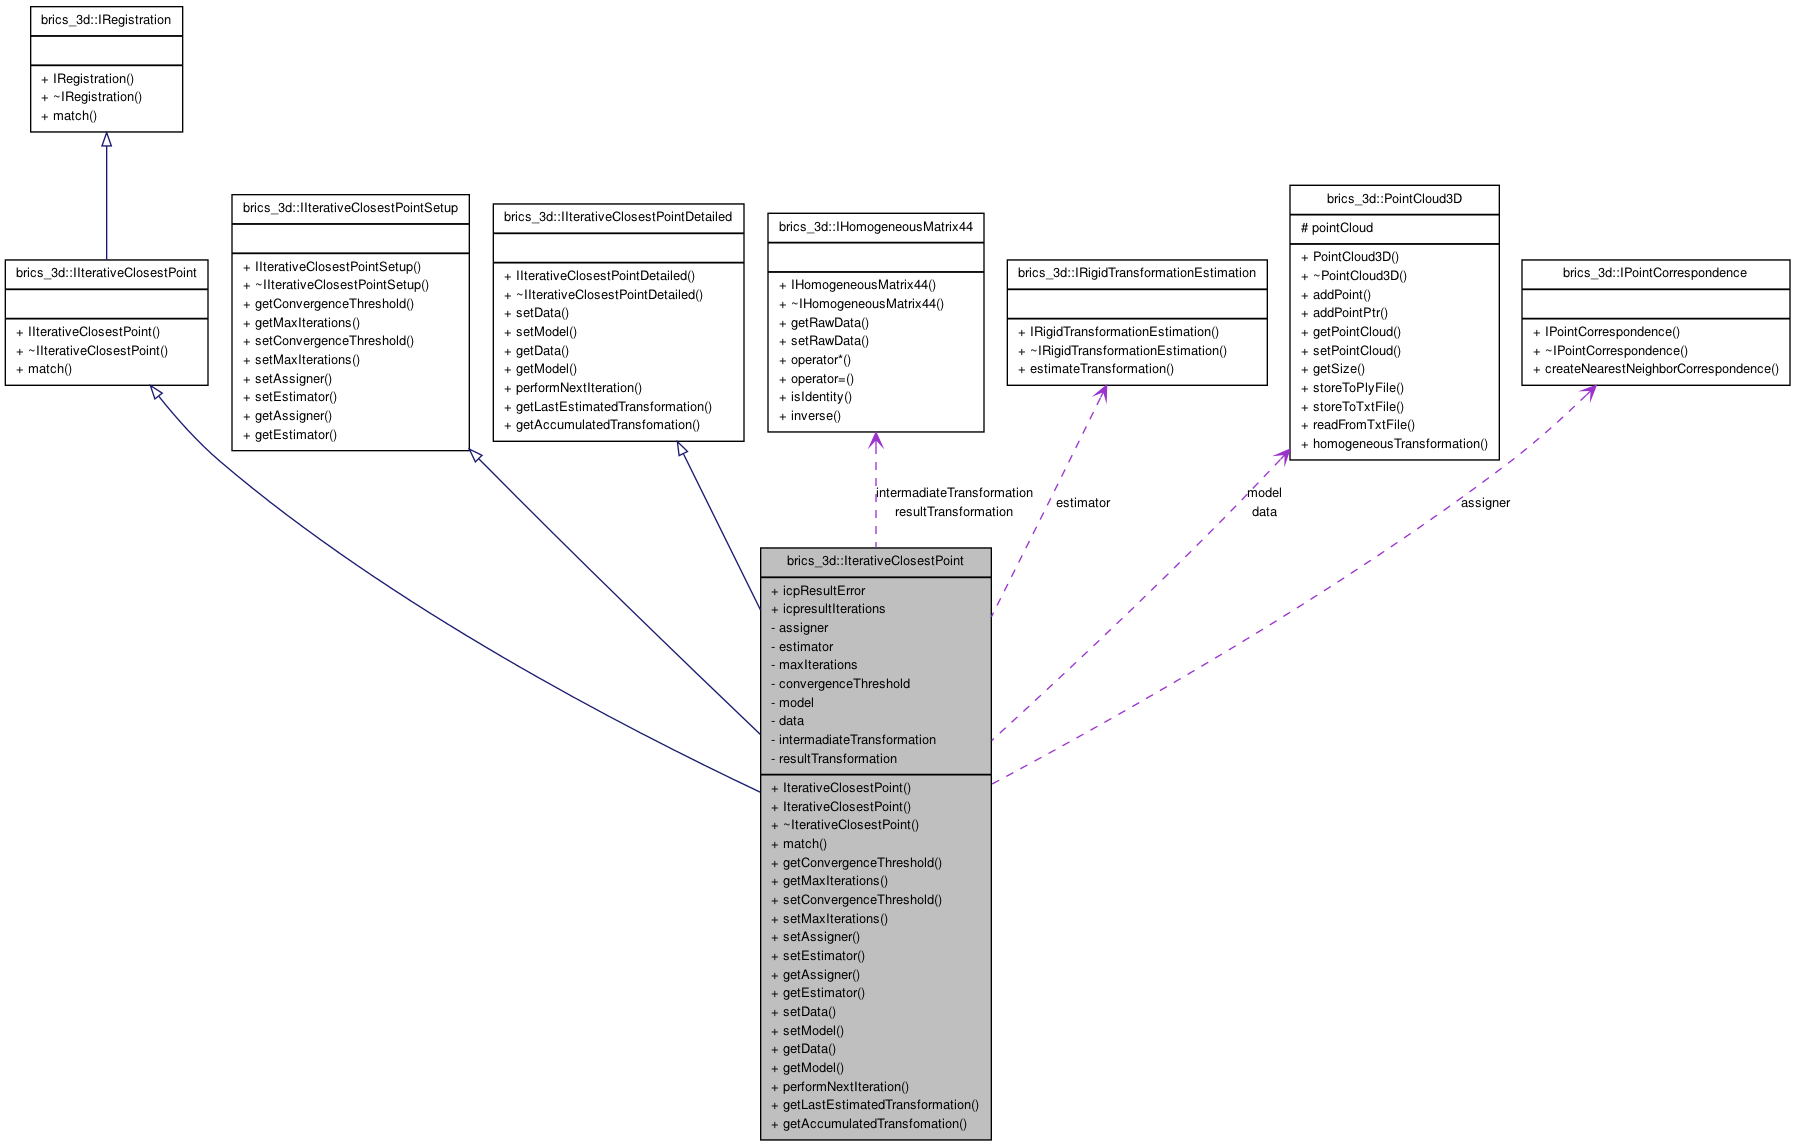 brics_3d::IRegistration
+ IRegistration()
+ ~IRegistration()
+ match()
brics_3d::IIterativeClosestPoint
+ IIterativeClosestPoint()
+ ~IIterativeClosestPoint()
+ match()
brics_3d::IIterativeClosestPointSetup
+ IIterativeClosestPointSetup()
+ ~IIterativeClosestPointSetup()
+ getConvergenceThreshold()
+ getMaxIterations()
+ setConvergenceThreshold()
+ setMaxIterations()
+ setAssigner()
+ setEstimator()
+ getAssigner()
+ getEstimator()
brics_3d::IIterativeClosestPointDetailed
+ IIterativeClosestPointDetailed()
+ ~IIterativeClosestPointDetailed()
+ setData()
+ setModel()
+ getData()
+ getModel()
+ performNextIteration()
+ getLastEstimatedTransformation()
+ getAccumulatedTransfomation()
brics_3d::IHomogeneousMatrix44
+ IHomogeneousMatrix44()
+ ~IHomogeneousMatrix44()
+ getRawData()
+ setRawData()
+ operator*()
+ operator=()
+ isIdentity()
+ inverse()
brics_3d::IRigidTransformationEstimation
+ IRigidTransformationEstimation()
+ ~IRigidTransformationEstimation()
+ estimateTransformation()
brics_3d::PointCloud3D
# pointCloud
+ PointCloud3D()
+ ~PointCloud3D()
+ addPoint()
+ addPointPtr()
+ getPointCloud()
+ setPointCloud()
+ getSize()
+ storeToPlyFile()
+ storeToTxtFile()
+ readFromTxtFile()
+ homogeneousTransformation()
brics_3d::IPointCorrespondence
+ IPointCorrespondence()
+ ~IPointCorrespondence()
+ createNearestNeighborCorrespondence()
intermadiateTransformation
resultTransformation
estimator
model
data
assigner
brics_3d::IterativeClosestPoint
+ icpResultError
+ icpresultIterations
- assigner
- estimator
- maxIterations
- convergenceThreshold
- model
- data
- intermadiateTransformation
- resultTransformation
+ IterativeClosestPoint()
+ IterativeClosestPoint()
+ ~IterativeClosestPoint()
+ match()
+ getConvergenceThreshold()
+ getMaxIterations()
+ setConvergenceThreshold()
+ setMaxIterations()
+ setAssigner()
+ setEstimator()
+ getAssigner()
+ getEstimator()
+ setData()
+ setModel()
+ getData()
+ getModel()
+ performNextIteration()
+ getLastEstimatedTransformation()
+ getAccumulatedTransfomation()